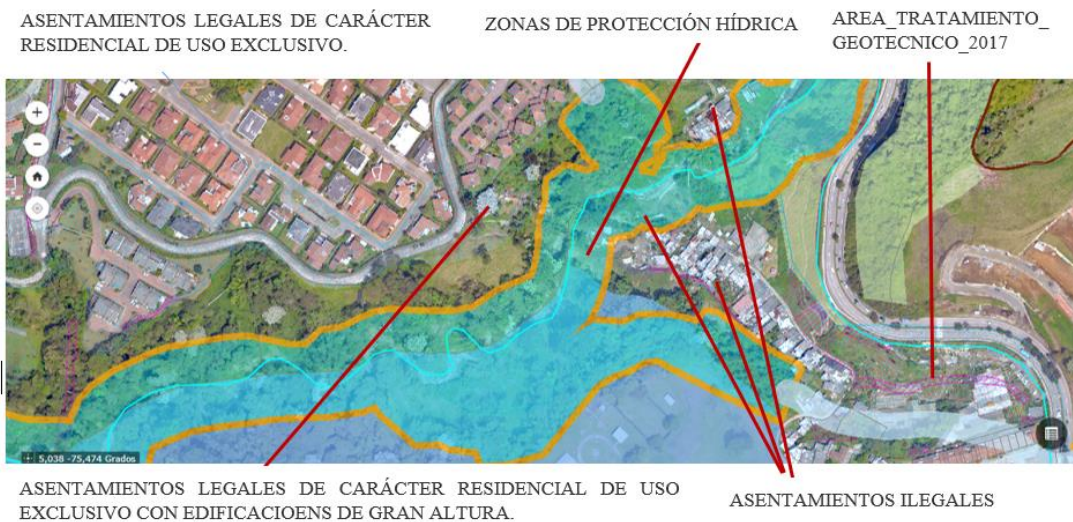 ASENTAMIENTOS LEGALES DE CARÁCTER
RESIDENCIAL DE USO EXCLUSIVO.
ZONAS DE PROTECCIÓN HÍDRICA
AREA_TRATAMIENTO_
GEOTECNICO_2017
5,038 -75,474 Grados
ASENTAMIENTOS LEGALES DE CARÁCTER RESIDENCIAL DE USO
EXCLUSIVO CON EDIFICACIOENS DE GRAN ALTURA.
ASENTAMIENTOS ILEGALES